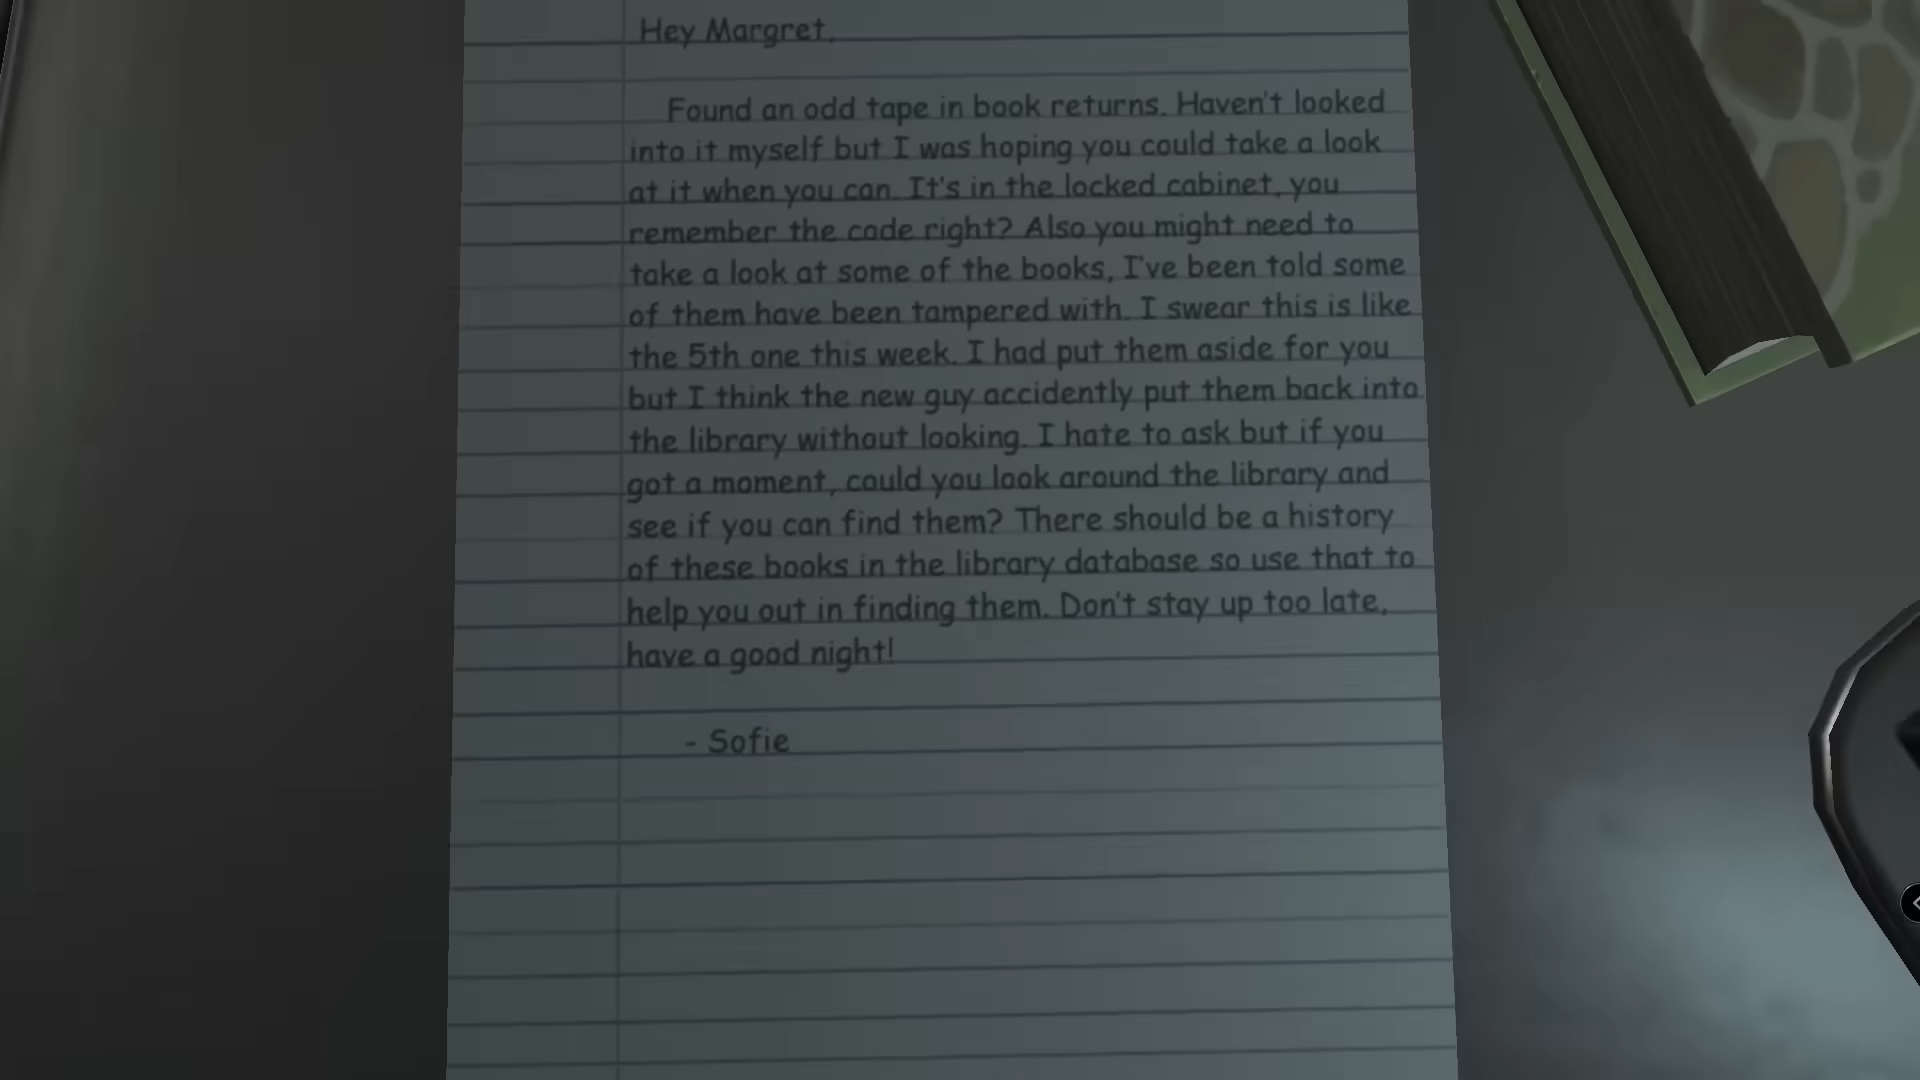 Hey Margret,
Found an odd tape in book returns. Haven't looked
into it myself but I was hoping you could take a look
at it when you can. It's in the locked cabinet, you
remember the code right? Also you might need to
take a look at some of the books, I've been told some
of them have been tampered with. I swear this is like
the 5th one this week. I had put them aside for you
but I think the new guy accidently put them back into
the library without looking. I hate to ask but if you
got a moment, could you look around the library and
see if you can find them? There should be a history
of these books in the library database so use that to
help you out in finding them. Don't stay up too late,
have a good night!
- Sofie